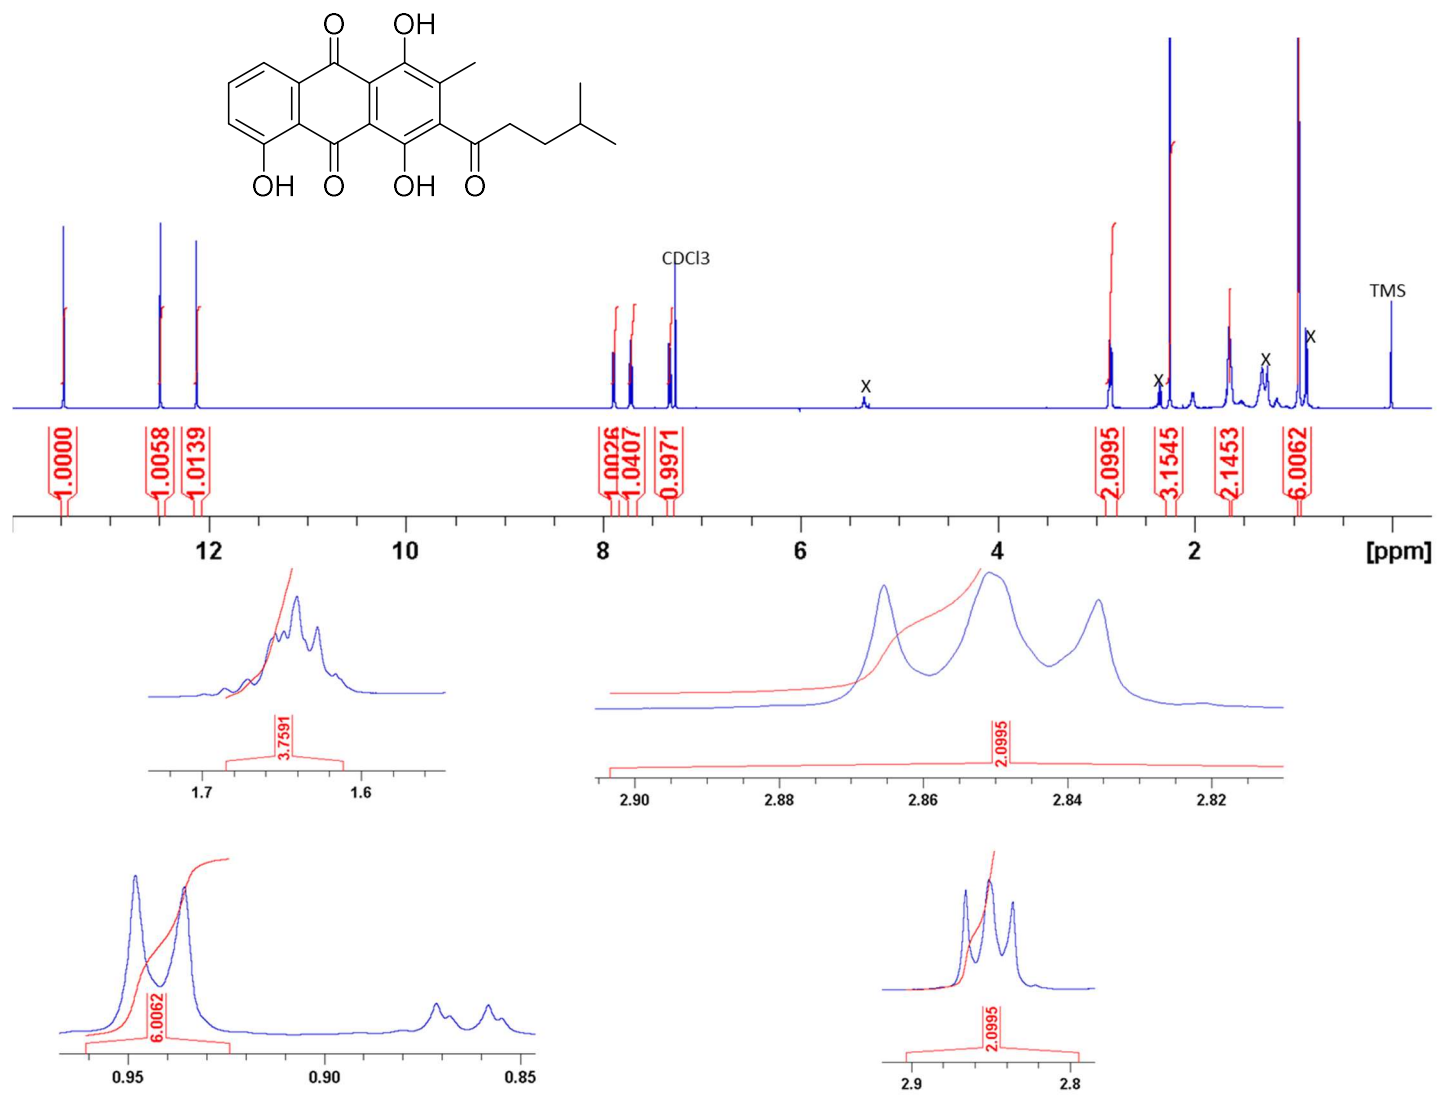 O OH
OH O OH O
CDCl3
TMS
X X X X
1.0000 1.0058 1.0139 1.0026 1.0407 0.9971 2.0995 3.1545 2.1453 6.0062
12 10 8 6 4 2 [ppm]
3.7591
1.7 1.6
2.0995
2.90 2.88 2.86 2.84 2.82
6.0062
0.95 0.90 0.85
2.0995
2.9 2.8